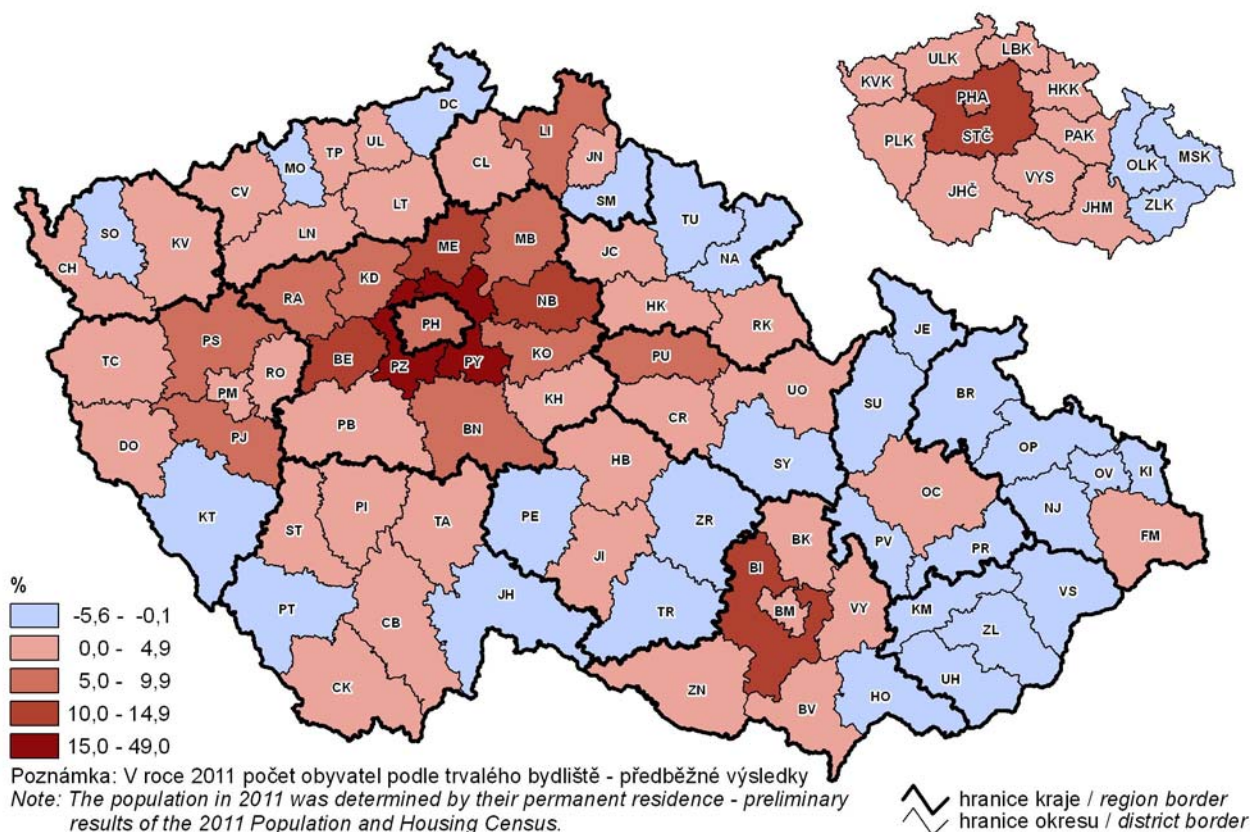 DC
LI
UL
TP
MO
JN
CL
CV
SM
LT
TU
SO
KV
LN
ME
MB
JC
NA
CH
KD
RA
NB
HK
RK
PH
PS
TC
RO
BE
PZ
PY
KO
PU
PM
KH
UO
PB
CR
DO
PJ
BN
HB
SY
KT
ST
PI
TA
PE
ZR
JI
BK
BI
PT
CB
JH
TR
BM
VY
CK
ZN
BV
HO
JE
SU
BR
OP
OV
KI
OC
NJ
FM
PV
PR
KM
VS
ZL
UH
LBK
ULK
KVK
HKK
PHA
STČ
PLK
PAK
OLK
MSK
JHČ
VYS
JHM
ZLK
%
-5,6 - -0,1
0,0 - 4,9
5,0 - 9,9
10,0 - 14,9
15,0 - 49,0
Poznámka: V roce 2011 počet obyvatel podle trvalého bydliště - předběžné výsledky
Note: The population in 2011 was determined by their permanent residence - preliminary
results of the 2011 Population and Housing Census.
hranice kraje / region border
hranice okresu / district border